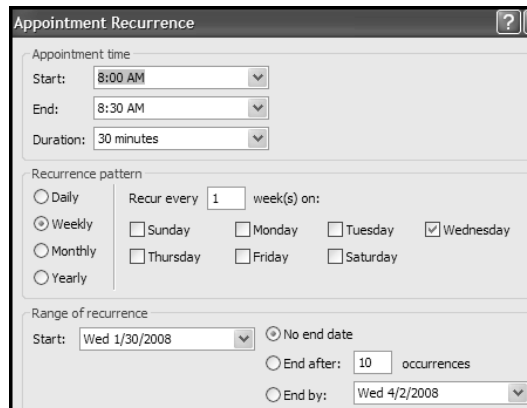 Appointment Recurrence ?
Appointment time
Start: 8:00 AM
End: 8:30 AM
Duration: 30 minutes
Recurrence pattern
Daily
Weekly
Monthly
Yearly
Recur every 1 week(s) on:
Sunday Monday Tuesday Wednesday
Thursday Friday Saturday
Range of recurrence
Start: Wed 1/30/2008
No end date
End after: 10 occurrences
End by: Wed 4/2/2008